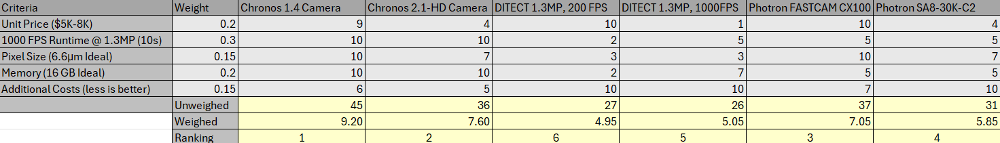 Criteria Weight Chronos 1.4 Camera Chronos 2.1-HD Camera DITECT 1.3MP, 200 FPS DITECT 1.3MP, 1000FPS Photron FASTCAM CX100 Photron SA8-30K-C2
Unit Price ($5K-8K) 0.2 9 4 10 1 10 4
1000 FPS Runtime @ 1.3MP (10s) 0.3 10 10 2 5 5 5
Pixel Size (6.6µm Ideal) 0.15 10 7 3 3 10 7
Memory (16 GB Ideal) 0.2 10 10 2 7 5 5
Additional Costs (less is better) 0.15 6 5 10 10 7 10
Unweighed 45 36 27 26 37 31
Weighed 9.20 7.60 4.95 5.05 7.05 5.85
Ranking 1 2 6 5 3 4